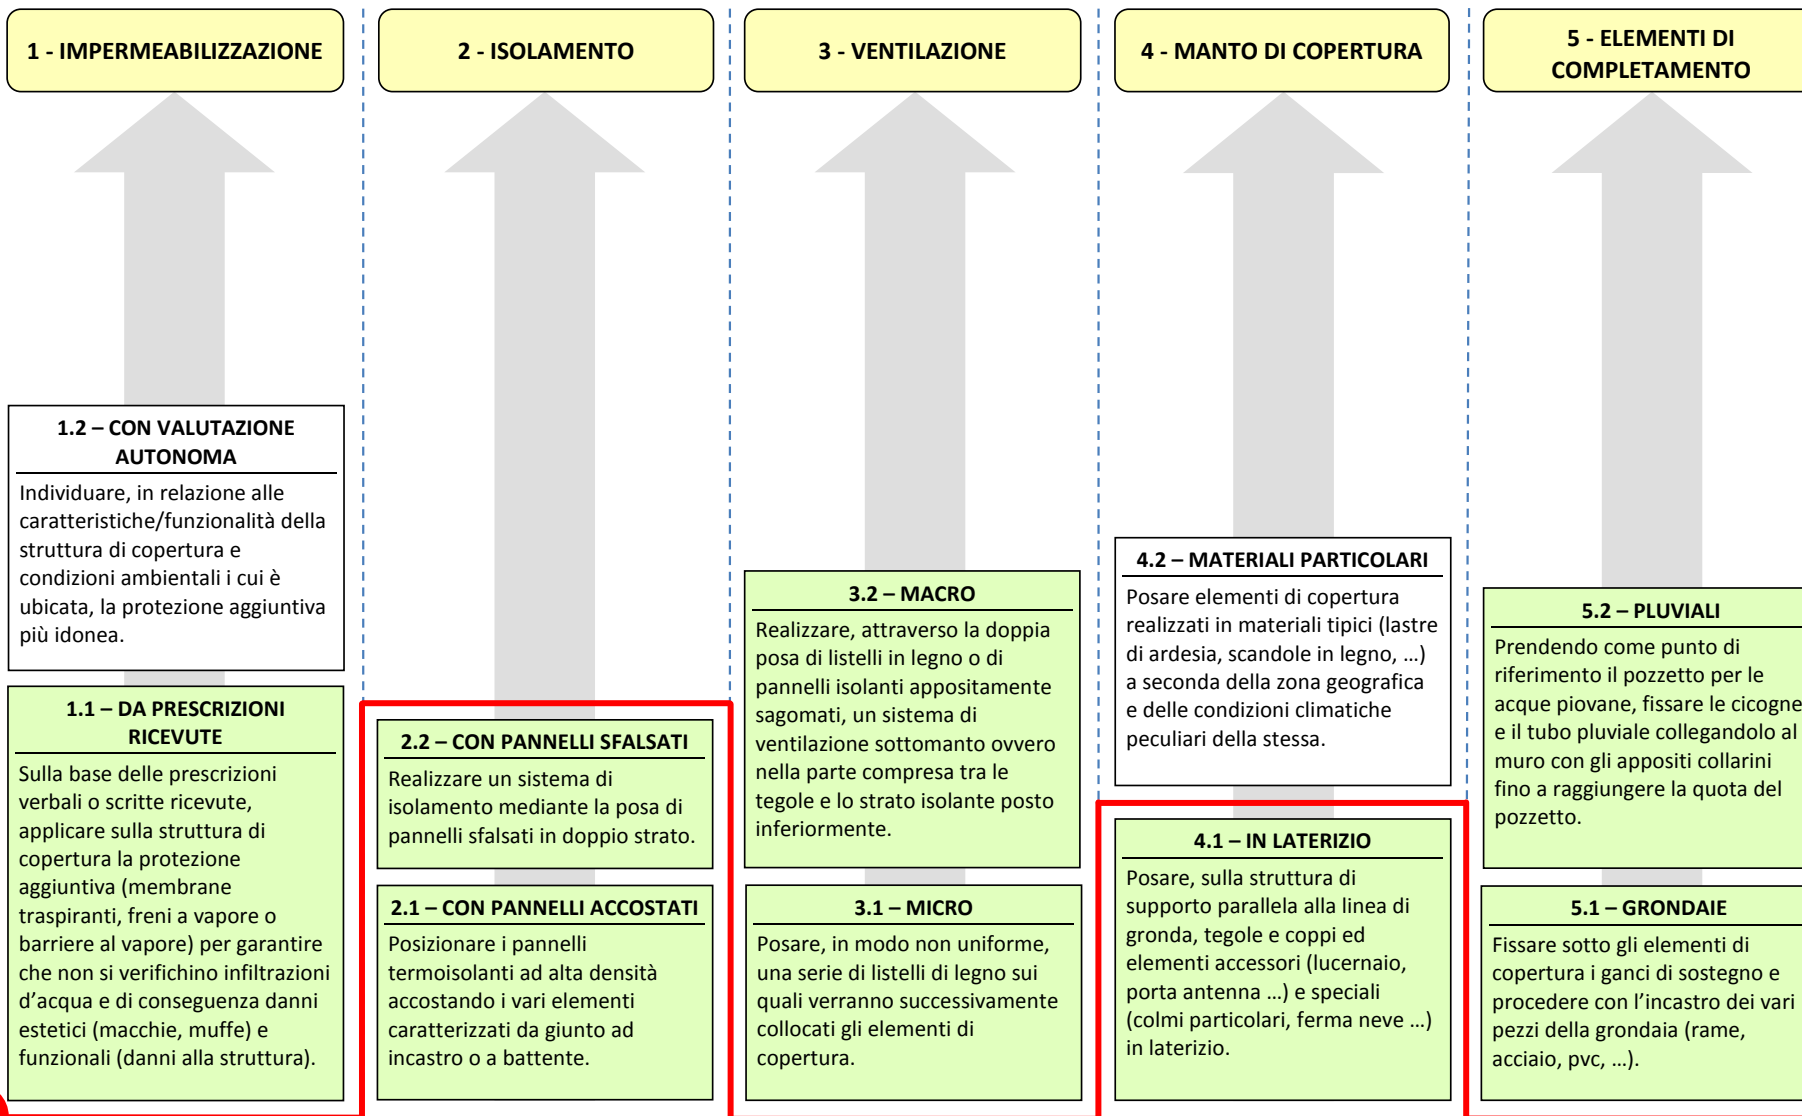 1 - IMPERMEABILIZZAZIONE
2 - ISOLAMENTO
3 - VENTILAZIONE
4 - MANTO DI COPERTURA
5 - ELEMENTI DI
COMPLETAMENTO
1.2 – CON VALUTAZIONE
AUTONOMA
Individuare, in relazione alle
caratteristiche/funzionalità della
struttura di copertura e
condizioni ambientali i cui è
ubicata, la protezione aggiuntiva
più idonea.
1.1 – DA PRESCRIZIONI
RICEVUTE
Sulla base delle prescrizioni
verbali o scritte ricevute,
applicare sulla struttura di
copertura la protezione
aggiuntiva (membrane
traspiranti, freni a vapore o
barriere al vapore) per garantire
che non si verifichino infiltrazioni
d'acqua e di conseguenza danni
estetici (macchie, muffe) e
funzionali (danni alla struttura).
2.2 – CON PANNELLI SFALSATI
Realizzare un sistema di
isolamento mediante la posa di
pannelli sfalsati in doppio strato.
2.1 – CON PANNELLI ACCOSTATI
Posizionare i pannelli
termoisolanti ad alta densità
accostando i vari elementi
caratterizzati da giunto ad
incastro o a battente.
3.2 – MACRO
Realizzare, attraverso la doppia
posa di listelli in legno o di
pannelli isolanti appositamente
sagomati, un sistema di
ventilazione sottomanto ovvero
nella parte compresa tra le
tegole e lo strato isolante posto
inferiormente.
3.1 – MICRO
Posare, in modo non uniforme,
una serie di listelli di legno sui
quali verranno successivamente
collocati gli elementi di
copertura.
4.2 – MATERIALI PARTICOLARI
Posare elementi di copertura
realizzati in materiali tipici (lastre
di ardesia, scandole in legno, …)
a seconda della zona geografica
e delle condizioni climatiche
peculiari della stessa.
4.1 – IN LATERIZIO
Posare, sulla struttura di
supporto parallela alla linea di
gronda, tegole e coppi ed
elementi accessori (lucernaio,
porta antenna …) e speciali
(colmi particolari, ferma neve …)
in laterizio.
5.2 – PLUVIALI
Prendendo come punto di
riferimento il pozzetto per le
acque piovane, fissare le cicogne
e il tubo pluviale collegandolo al
muro con gli appositi collarini
fino a raggiungere la quota del
pozzetto.
5.1 – GRONDAIE
Fissare sotto gli elementi di
copertura i ganci di sostegno e
procedere con l'incastro dei vari
pezzi della grondaia (rame,
acciaio, pvc, …).